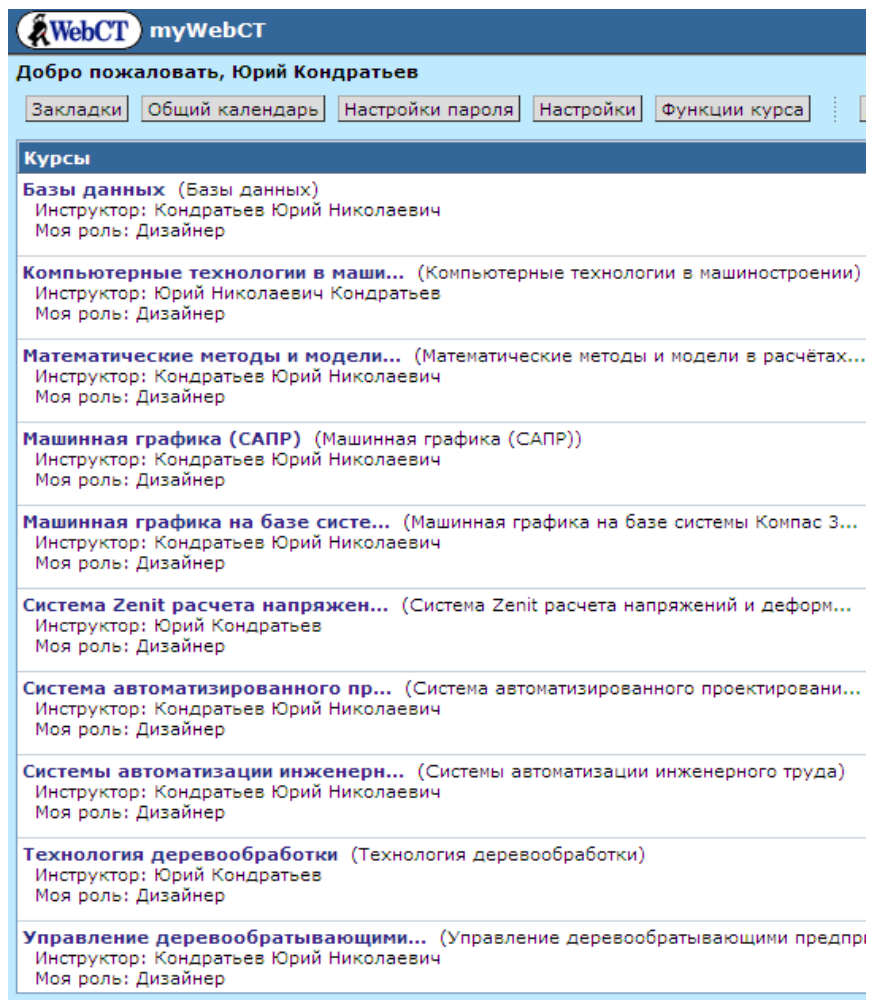 WebCT myWebCT
Добро пожаловать, Юрий Кондратьев
Закладки Общий календарь Настройки пароля Настройки Функции курса
Курсы
Базы данных (Базы данных)
Инструктор: Кондратьев Юрий Николаевич
Моя роль: Дизайнер
Компьютерные технологии в маши... (Компьютерные технологии в машиностроении)
Инструктор: Юрий Николаевич Кондратьев
Моя роль: Дизайнер
Математические методы и модели... (Математические методы и модели в расчётах...
Инструктор: Кондратьев Юрий Николаевич
Моя роль: Дизайнер
Машинная графика (САПР) (Машинная графика (САПР))
Инструктор: Кондратьев Юрий Николаевич
Моя роль: Дизайнер
Машинная графика на базе систе... (Машинная графика на базе системы Компас 3...
Инструктор: Кондратьев Юрий Николаевич
Моя роль: Дизайнер
Система Zenit расчета напряжен... (Система Zenit расчета напряжений и деформ...
Инструктор: Юрий Кондратьев
Моя роль: Дизайнер
Система автоматизированного пр... (Система автоматизированного проектировани...
Инструктор: Кондратьев Юрий Николаевич
Моя роль: Дизайнер
Системы автоматизации инженерн... (Системы автоматизации инженерного труда)
Инструктор: Кондратьев Юрий Николаевич
Моя роль: Дизайнер
Технология деревообработки (Технология деревообработки)
Инструктор: Юрий Кондратьев
Моя роль: Дизайнер
Управление деревообратывающими... (Управление деревообратывающими предпр
Инструктор: Кондратьев Юрий Николаевич
Моя роль: Дизайнер